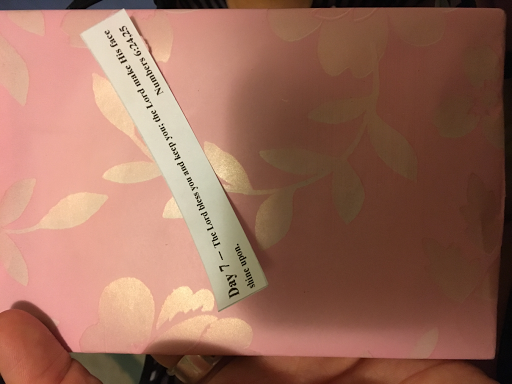 Day 7 — The Lord bless you and keep you; the Lord make His face
shine upon. Numbers 6:24,25